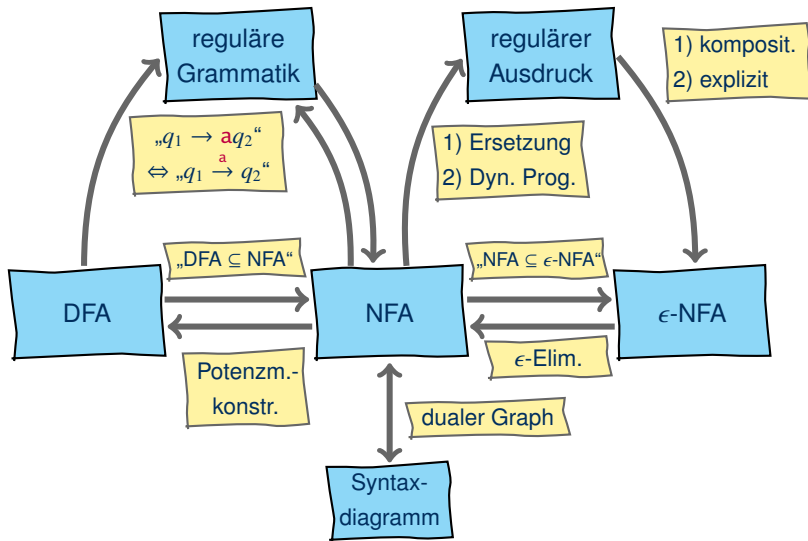 reguläre
Grammatik
regulärer
Ausdruck
1) komposit.
2) explizit
„q₁ → aq₂“
⇔ „q₁ →ᵃ q₂“
1) Ersetzung
2) Dyn. Prog.
„DFA ⊆ NFA“
„NFA ⊆ ϵ-NFA“
DFA
NFA
ϵ-NFA
Potenzm.-
konstr.
ϵ-Elim.
dualer Graph
Syntax-
diagramm